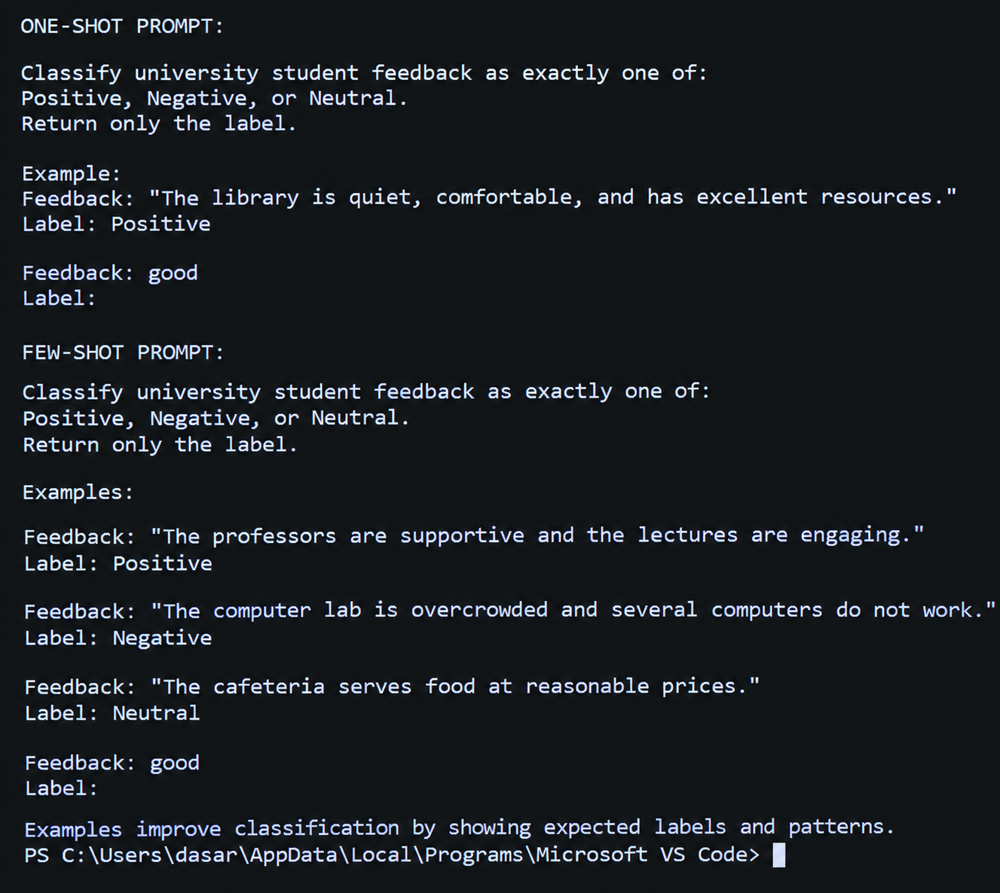 ONE-SHOT PROMPT:
Classify university student feedback as exactly one of:
Positive, Negative, or Neutral.
Return only the label.
Example:
Feedback: "The library is quiet, comfortable, and has excellent resources."
Label: Positive
Feedback: good
Label:
FEW-SHOT PROMPT:
Classify university student feedback as exactly one of:
Positive, Negative, or Neutral.
Return only the label.
Examples:
Feedback: "The professors are supportive and the lectures are engaging."
Label: Positive
Feedback: "The computer lab is overcrowded and several computers do not work."
Label: Negative
Feedback: "The cafeteria serves food at reasonable prices."
Label: Neutral
Feedback: good
Label:
Examples improve classification by showing expected labels and patterns.
PS C:\Users\dasar\AppData\Local\Programs\Microsoft VS Code>